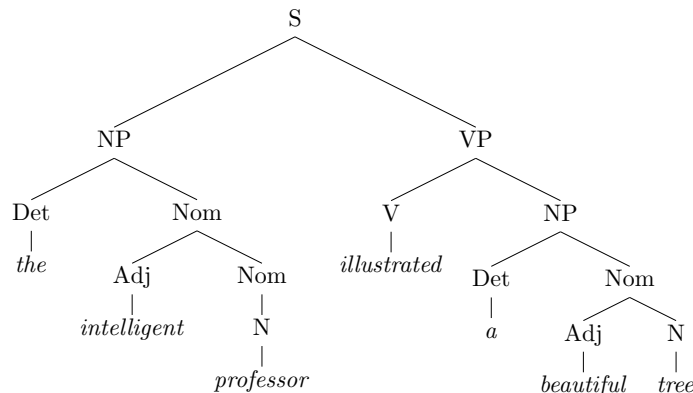 S
NP VP
Det Nom V NP
the Adj Nom illustrated Det Nom
intelligent N a Adj N
professor beautiful tree